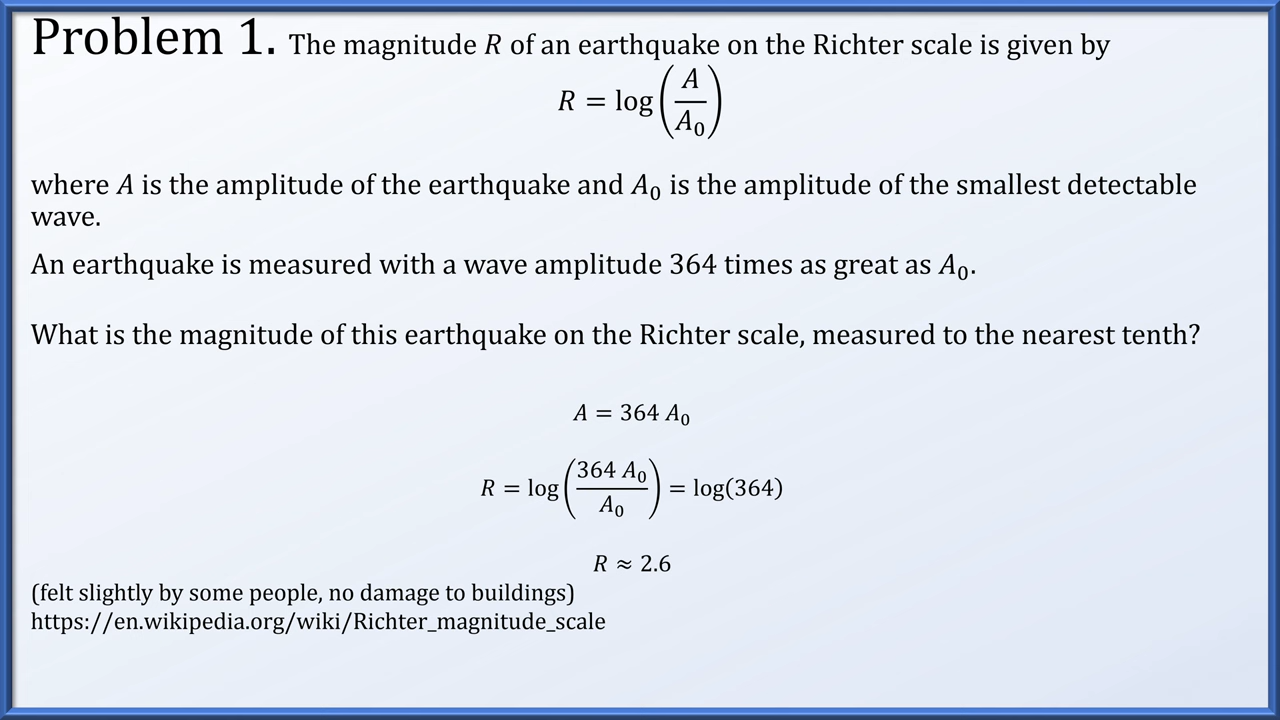 Problem 1. The magnitude R of an earthquake on the Richter scale is given by
R = log(A/A₀)
where A is the amplitude of the earthquake and A₀ is the amplitude of the smallest detectable
wave.
An earthquake is measured with a wave amplitude 364 times as great as A₀.
What is the magnitude of this earthquake on the Richter scale, measured to the nearest tenth?
A = 364 A₀
R = log(364 A₀/A₀) = log(364)
R ≈ 2.6
(felt slightly by some people, no damage to buildings)
https://en.wikipedia.org/wiki/Richter_magnitude_scale